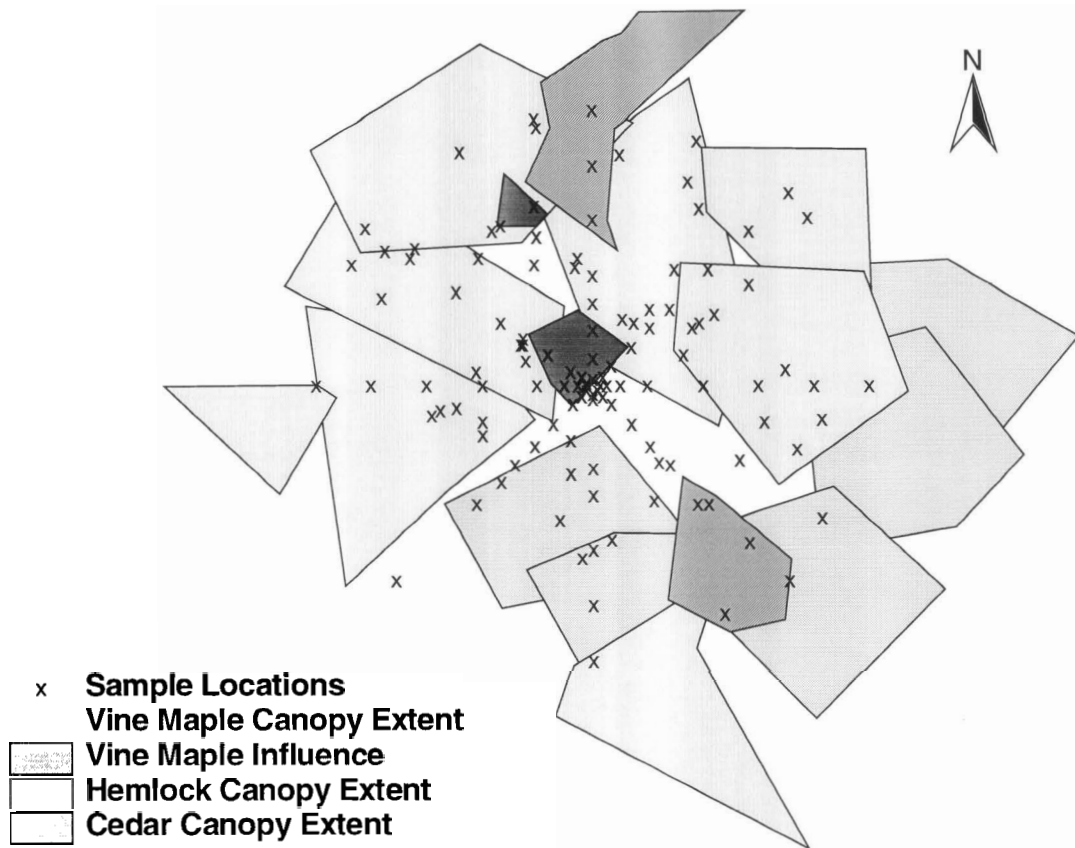 N
x Sample Locations
Vine Maple Canopy Extent
Vine Maple Influence
Hemlock Canopy Extent
Cedar Canopy Extent